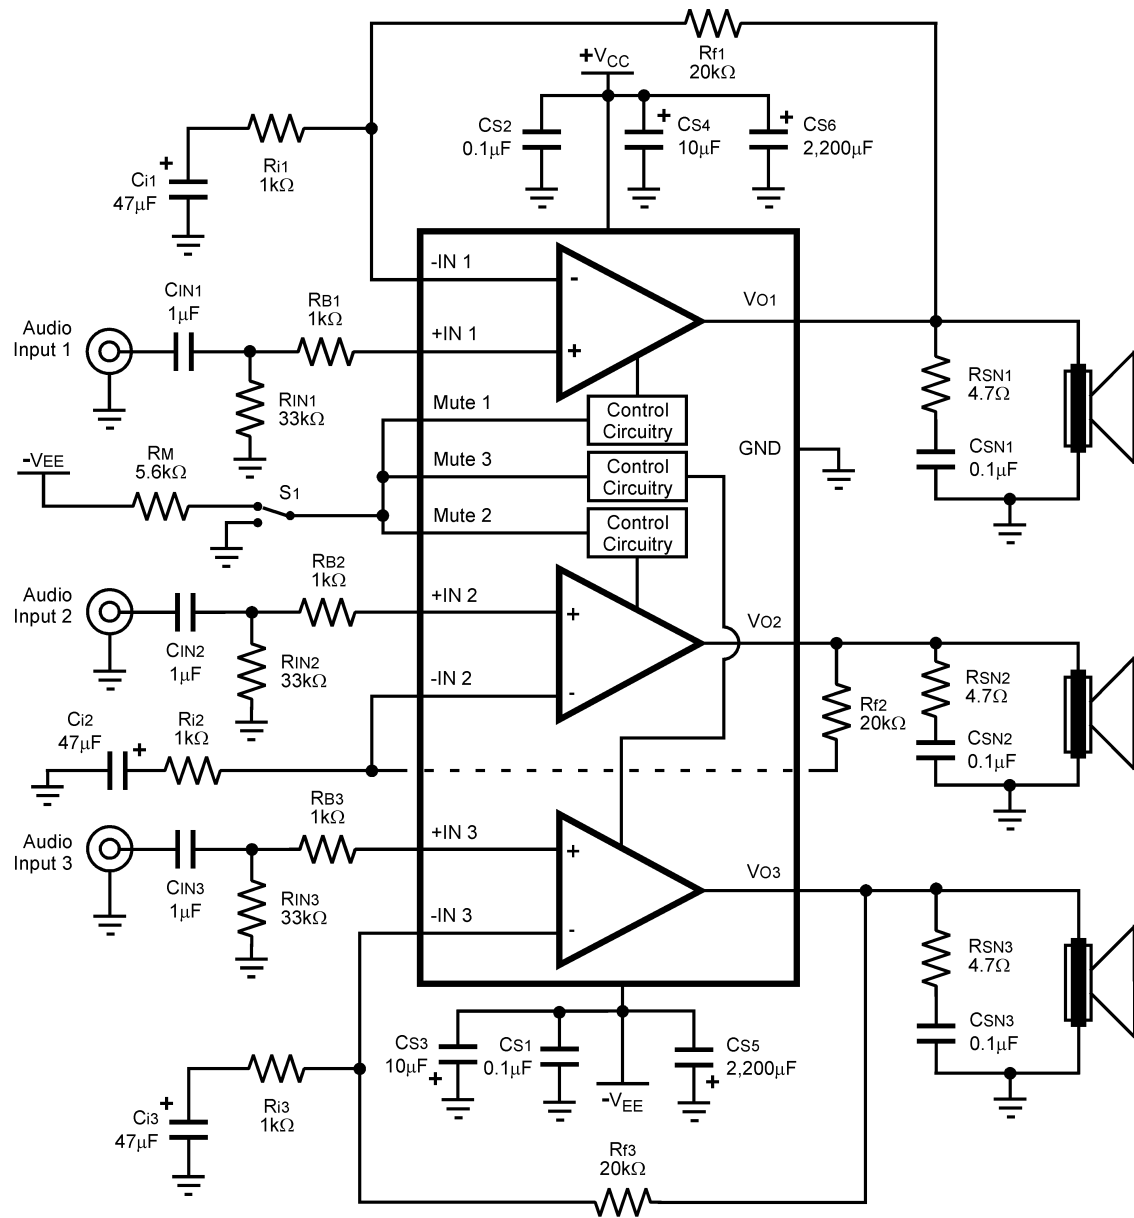 Rf1
20kΩ
+VCC
CS2
0.1µF
+
CS4
10µF
+
CS6
2,200µF
Ri1
1kΩ
+
Ci1
47µF
-IN 1
-
CIN1
1µF
RB1
1kΩ
VO1
Audio
Input 1
+IN 1
+
RIN1
33kΩ
Mute 1
Control
Circuitry
RSN1
4.7Ω
CSN1
0.1µF
GND
-VEE
RM
5.6kΩ
S1
Mute 3
Control
Circuitry
Mute 2
Control
Circuitry
RB2
1kΩ
Audio
Input 2
+IN 2
+
VO2
CIN2
1µF
RIN2
33kΩ
-IN 2
-
Rf2
20kΩ
RSN2
4.7Ω
CSN2
0.1µF
Ci2
47µF
+
Ri2
1kΩ
RB3
1kΩ
Audio
Input 3
+IN 3
+
VO3
CIN3
1µF
RIN3
33kΩ
-IN 3
-
RSN3
4.7Ω
CSN3
0.1µF
CS3
10µF
+
CS1
0.1µF
CS5
2,200µF
+
-VEE
Ri3
1kΩ
+
Ci3
47µF
Rf3
20kΩ